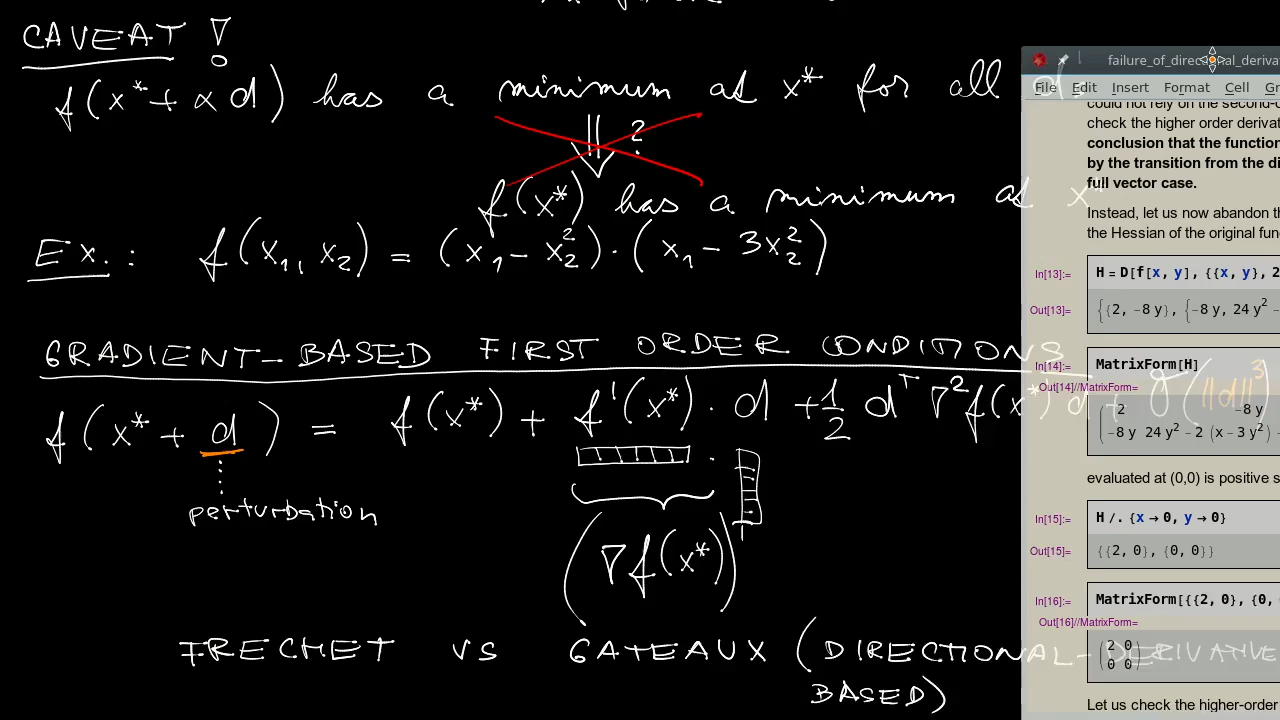 CAVEAT !
f(x* + α d) has a minimum at x* for all d
?
f(x*) has a minimum at x*
Ex.: f(x₁, x₂) = (x₁ - x₂²)·(x₁ - 3x₂²)
GRADIENT-BASED FIRST ORDER CONDITIONS
f(x* + d) = f(x*) + f'(x*) · d + 1/2 dᵀ ∇²f(x*) d + O(||d||³)
perturbation
(∇f(x*))ᵀ
FRECHET VS GATEAUX (DIRECTIONAL-DERIVATIVE
BASED)
failure_of_directional_deriva
File Edit Insert Format Cell Gr
could not rely on the second-o
check the higher order derivat
conclusion that the function
by the transition from the di
full vector case.
Instead, let us now abandon th
the Hessian of the original fun
In[13]:= H = D[f[x, y], {{x, y}, 2
Out[13]= {{2, -8 y}, {-8 y, 24 y² -
In[14]:= MatrixForm[H]
Out[14]//MatrixForm=
2 -8 y
-8 y 24 y² - 2 (x - 3 y²) -
evaluated at (0,0) is positive s
In[15]:= H /. {x → 0, y → 0}
Out[15]= {{2, 0}, {0, 0}}
In[16]:= MatrixForm[{{2, 0}, {0,
Out[16]//MatrixForm=
2 0
0 0
Let us check the higher-order